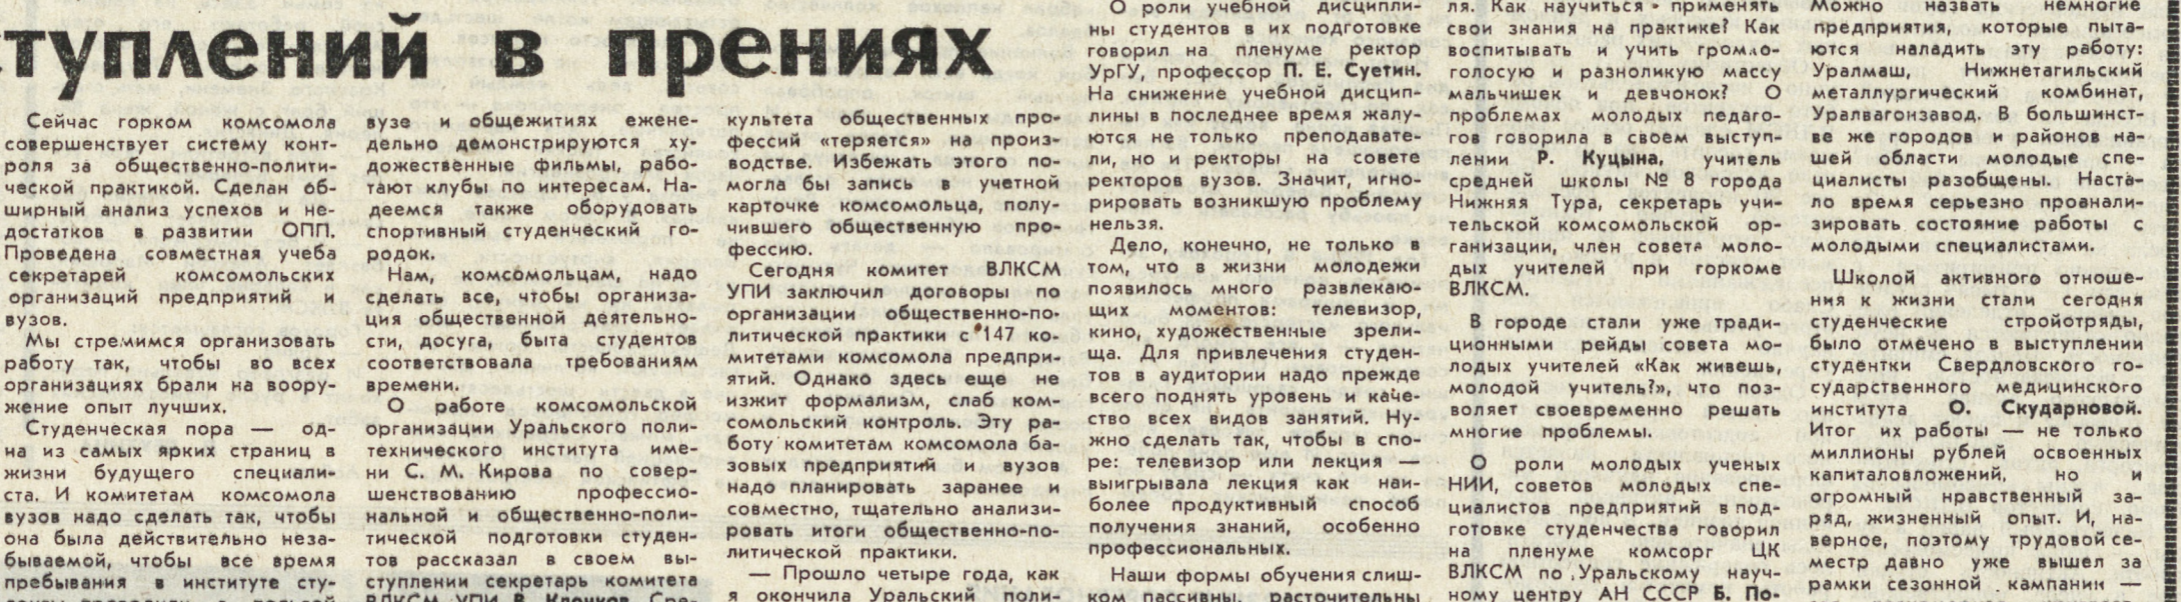 ступлений в прениях
Сейчас горком комсомола
совершенствует систему конт-
роля за общественно-полити-
ческой практикой. Сделан об-
ширный анализ успехов и не-
достатков в развитии ОПП.
Проведена совместная учеба
секретарей комсомольских
организаций предприятий и
вузов.
Мы стремимся организовать
работу так, чтобы во всех
организациях брали на воору-
жение опыт лучших.
Студенческая пора — од-
на из самых ярких страниц в
жизни будущего специали-
ста. И комитетам комсомола
вузов надо сделать так, чтобы
она была действительно неза-
бываемой, чтобы все время
пребывания в институте сту-
вузе и общежитиях ежене-
дельно демонстрируются ху-
дожественные фильмы, рабо-
тают клубы по интересам. На-
деемся также оборудовать
спортивный студенческий го-
родок.
Нам, комсомольцам, надо
сделать все, чтобы организа-
ция общественной деятельно-
сти, досуга, быта студентов
соответствовала требованиям
времени.
О работе комсомольской
организации Уральского поли-
технического института име-
ни С. М. Кирова по совер-
шенствованию профессио-
нальной и общественно-поли-
тической подготовки студен-
тов рассказал в своем вы-
ступлении секретарь комитета
ВЛКСМ УПИ В. Клочков. Сре-
культета общественных про-
фессий «теряется» на произ-
водстве. Избежать этого по-
могла бы запись в учетной
карточке комсомольца, полу-
чившего общественную про-
фессию.
Сегодня комитет ВЛКСМ
УПИ заключил договоры по
организации общественно-по-
литической практики с 147 ко-
митетами комсомола предпри-
ятий. Однако здесь еще не
изжит формализм, слаб ком-
сомольский контроль. Эту ра-
боту комитетам комсомола ба-
зовых предприятий и вузов
надо планировать заранее и
совместно, тщательно анализи-
ровать итоги общественно-по-
литической практики.
— Прошло четыре года, как
я окончила Уральский поли-
О роли учебной дисципли-
ны студентов в их подготовке
говорил на пленуме ректор
УрГУ, профессор П. Е. Суетин.
На снижение учебной дисцип-
лины в последнее время жалу-
ются не только преподавате-
ли, но и ректоры на совете
ректоров вузов. Значит, игно-
рировать возникшую проблему
нельзя.
Дело, конечно, не только в
том, что в жизни молодежи
появилось много развлекаю-
щих моментов: телевизор,
кино, художественные зрели-
ща. Для привлечения студен-
тов в аудитории надо прежде
всего поднять уровень и каче-
ство всех видов занятий. Ну-
жно сделать так, чтобы в спо-
ре: телевизор или лекция —
выигрывала лекция как наи-
более продуктивный способ
получения знаний, особенно
профессиональных.
Наши формы обучения слиш-
ком пассивны, расточительны
ля. Как научиться применять
свои знания на практике? Как
воспитывать и учить громко-
голосую и разноликую массу
мальчишек и девчонок? О
проблемах молодых педаго-
гов говорила в своем выступ-
лении Р. Куцына, учитель
средней школы № 8 города
Нижняя Тура, секретарь учи-
тельской комсомольской ор-
ганизации, член совета моло-
дых учителей при горкоме
ВЛКСМ.
В городе стали уже тради-
ционными рейды совета мо-
лодых учителей «Как живешь,
молодой учитель?», что поз-
воляет своевременно решать
многие проблемы.
О роли молодых ученых
НИИ, советов молодых спе-
циалистов предприятий в под-
готовке студенчества говорил
на пленуме комсорг ЦК
ВЛКСМ по Уральскому науч-
ному центру АН СССР Б. По-
Можно назвать немногие
предприятия, которые пыта-
ются наладить эту работу:
Уралмаш, Нижнетагильский
металлургический комбинат,
Уралвагонзавод. В большинст-
ве же городов и районов на-
шей области молодые спе-
циалисты разобщены. Наста-
ло время серьезно проанали-
зировать состояние работы с
молодыми специалистами.
Школой активного отноше-
ния к жизни стали сегодня
студенческие стройотряды,
было отмечено в выступлении
студентки Свердловского го-
сударственного медицинского
института О. Скударновой.
Итог их работы — не только
миллионы рублей освоенных
капиталовложений, но и
огромный нравственный за-
ряд, жизненный опыт. И, на-
верное, поэтому трудовой се-
местр давно уже вышел за
рамки сезонной кампании —